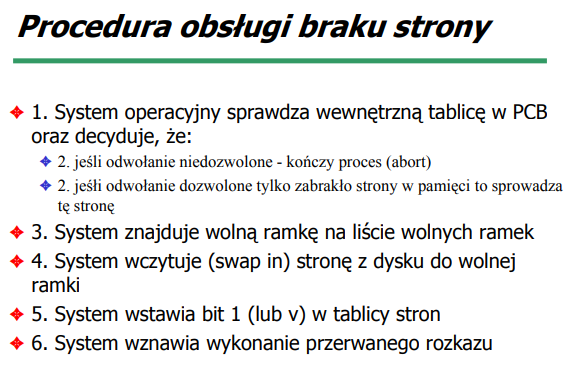 Procedura obsługi braku strony
1. System operacyjny sprawdza wewnętrzną tablicę w PCB
oraz decyduje, że:
2. jeśli odwołanie niedozwolone - kończy proces (abort)
2. jeśłi odwołanie dozwolone tylko zabrakło strony w pamięci to sprowadza
tę stronę
3. System znajduje wolną ramkę na liście wolnych ramek
4. System wczytuje (swap in) stronę z dysku do wolnej
ramki
5. System wstawia bit 1 (lub v) w tablicy stron
6. System wznawia wykonanie przerwanego rozkazu